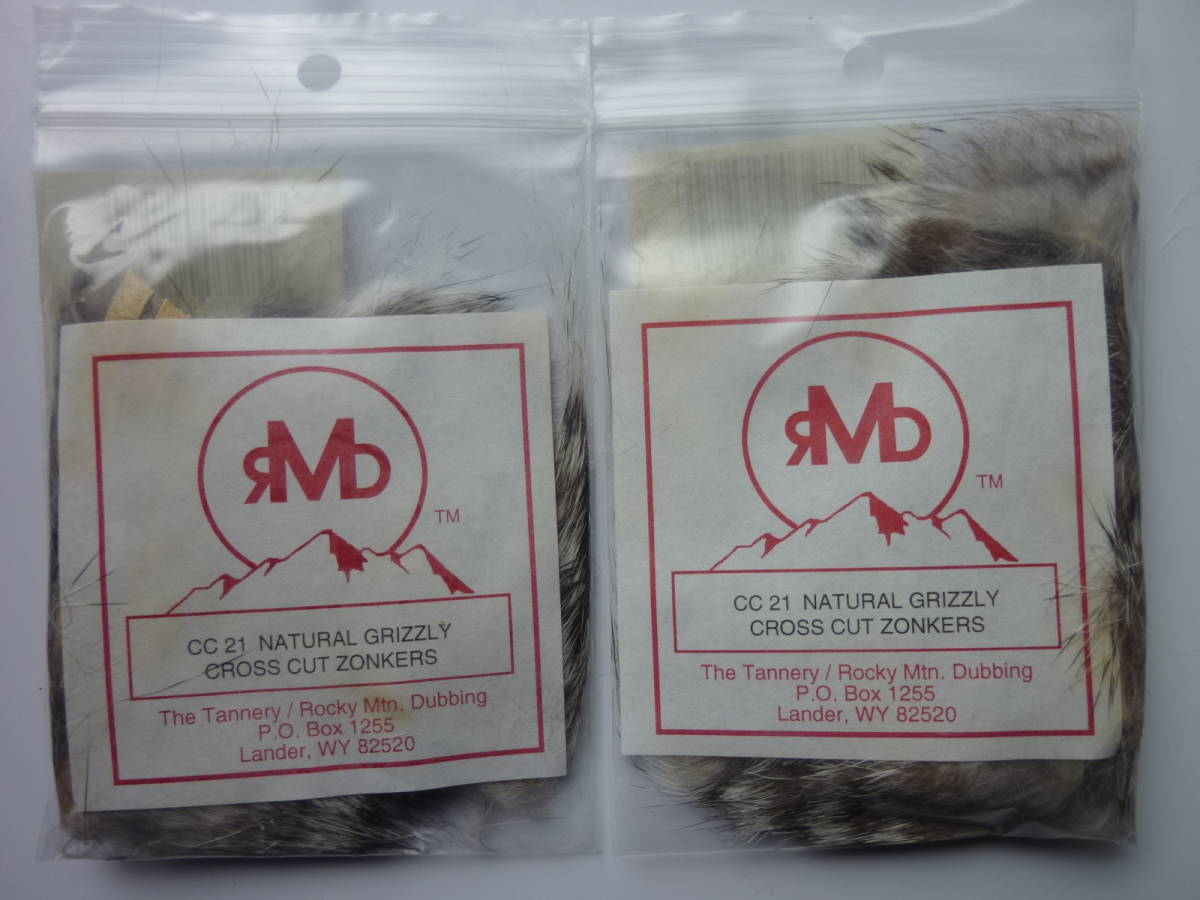 RMD
TM
CC 21 NATURAL GRIZZLY
CROSS CUT ZONKERS
The Tannery / Rocky Mtn. Dubbing
P.O. Box 1255
Lander, WY 82520
RMD
TM
CC 21 NATURAL GRIZZLY
CROSS CUT ZONKERS
The Tannery / Rocky Mtn. Dubbing
P.O. Box 1255
Lander, WY 82520